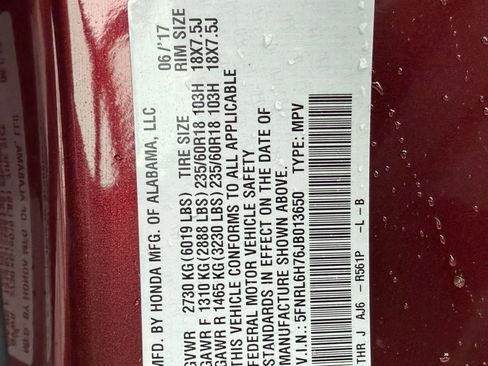 MFD. BY HONDA MFG. OF ALABAMA, LLC 06/'17
GVWR 2730 KG (6019 LBS) TIRE SIZE RIM SIZE
GAWR F 1310 KG (2888 LBS) 235/60R18 103H 18X7.5J
GAWR R 1465 KG (3230 LBS) 235/60R18 103H 18X7.5J
THIS VEHICLE CONFORMS TO ALL APPLICABLE
FEDERAL MOTOR VEHICLE SAFETY
STANDARDS IN EFFECT ON THE DATE OF
MANUFACTURE SHOWN ABOVE.
V.I.N.: 5FNRL6H76JB013650 TYPE: MPV
THR J AJ6 - R561P -L -B